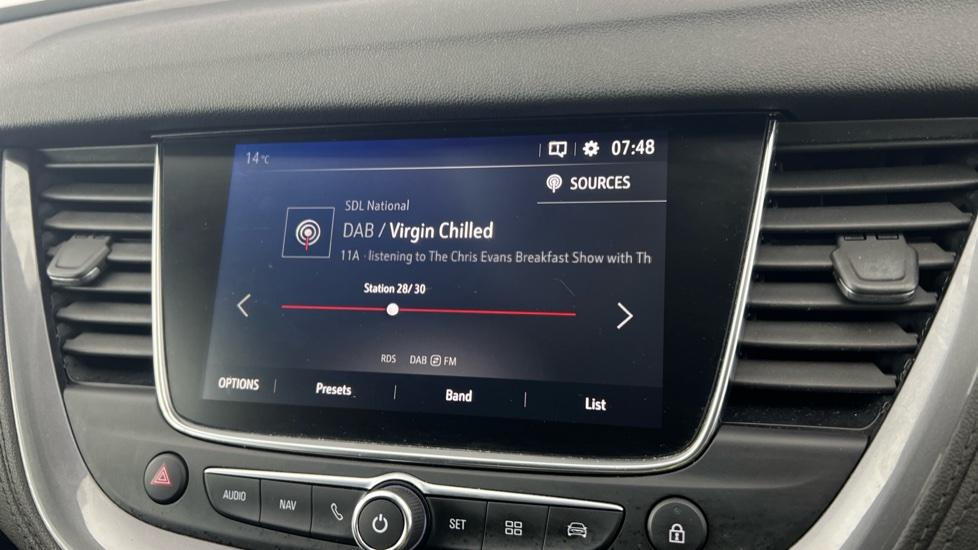 14°C 07:48
SOURCES
SDL National
DAB / Virgin Chilled
11A - listening to The Chris Evans Breakfast Show with Th
Station 28/ 30
RDS DAB FM
OPTIONS Presets Band List
AUDIO NAV SET